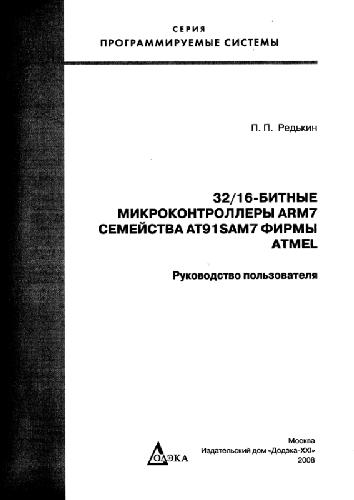 СЕРИЯ
ПРОГРАММИРУЕМЫЕ СИСТЕМЫ
П. П. Редькин
32/16-БИТНЫЕ
МИКРОКОНТРОЛЛЕРЫ ARM7
СЕМЕЙСТВА AT91SAM7 ФИРМЫ
ATMEL
Руководство пользователя
Москва
Издательский дом «Додэка-XXI»
2008
ДОДЭКА